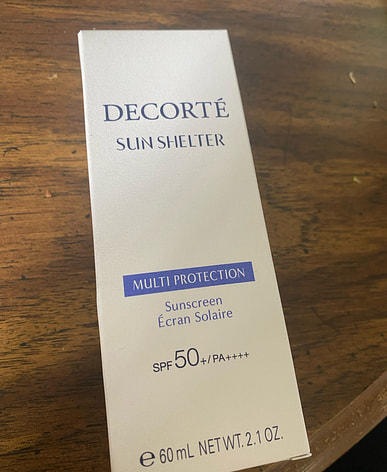 DECORTÉ
SUN SHELTER
MULTI PROTECTION
Sunscreen
Écran Solaire
SPF50+/PA++++
℮ 60 mL NET WT. 2.1 OZ.